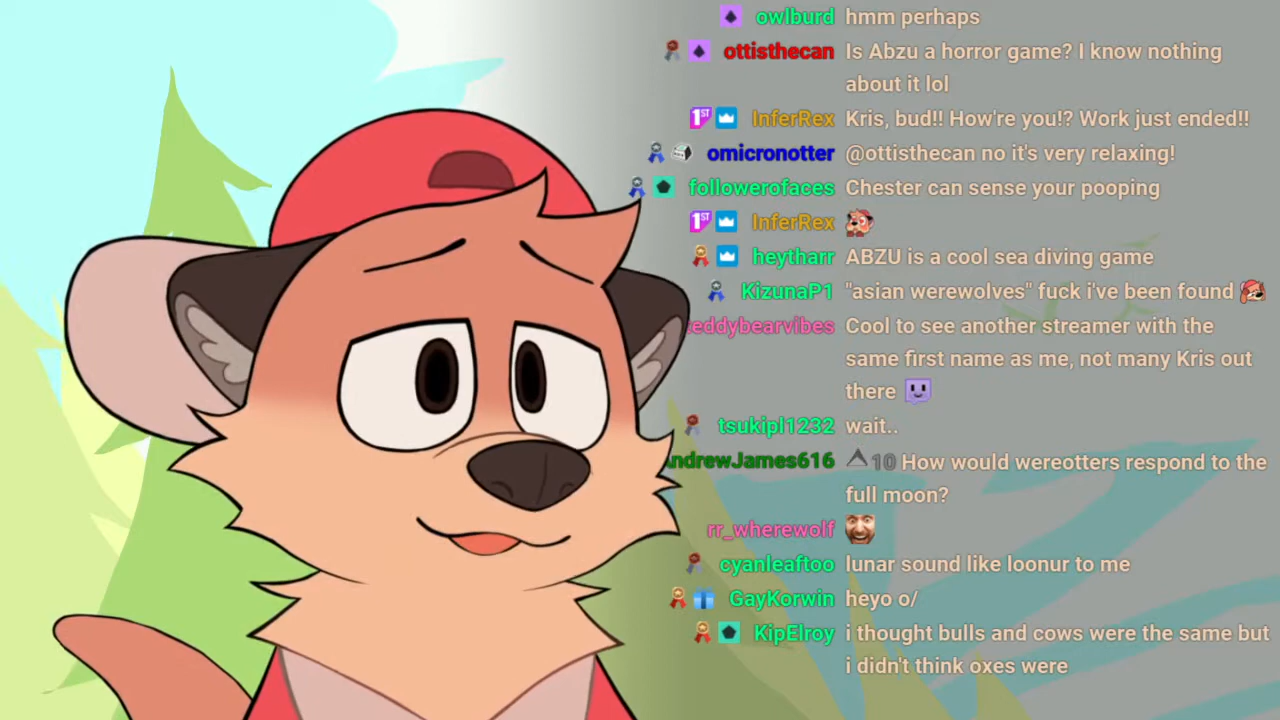 owlburd hmm perhaps
ottisthecan Is Abzu a horror game? I know nothing
about it lol
1ST InferRex Kris, bud!! How're you!? Work just ended!!
omicronotter @ottisthecan no it's very relaxing!
followerofaces Chester can sense your pooping
1ST InferRex
heytharr ABZU is a cool sea diving game
KizunaP1 "asian werewolves" fuck i've been found
teddybearvibes Cool to see another streamer with the
same first name as me, not many Kris out
there
tsukipl1232 wait..
ndrewJames616 10 How would wereotters respond to the
full moon?
rr_wherewolf
cyanleaftoo lunar sound like loonur to me
GayKorwin heyo o/
KipElroy i thought bulls and cows were the same but
i didn't think oxes were